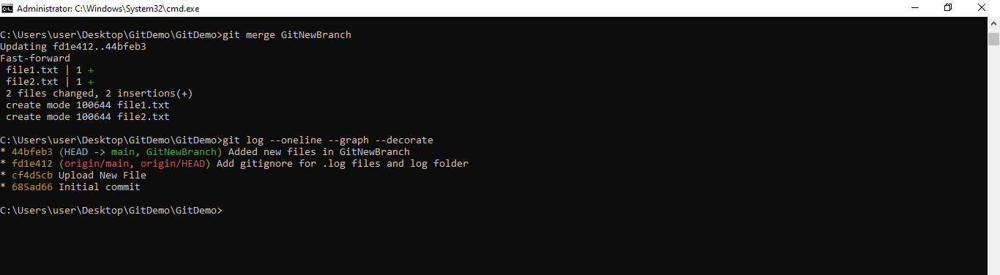 Administrator: C:\Windows\System32\cmd.exe
C:\Users\user\Desktop\GitDemo\GitDemo>git merge GitNewBranch
Updating fd1e412..44bfeb3
Fast-forward
 file1.txt | 1 +
 file2.txt | 1 +
 2 files changed, 2 insertions(+)
 create mode 100644 file1.txt
 create mode 100644 file2.txt
C:\Users\user\Desktop\GitDemo\GitDemo>git log --oneline --graph --decorate
* 44bfeb3 (HEAD -> main, GitNewBranch) Added new files in GitNewBranch
* fd1e412 (origin/main, origin/HEAD) Add gitignore for .log files and log folder
* cf4d5cb Upload New File
* 685ad66 Initial commit
C:\Users\user\Desktop\GitDemo\GitDemo>